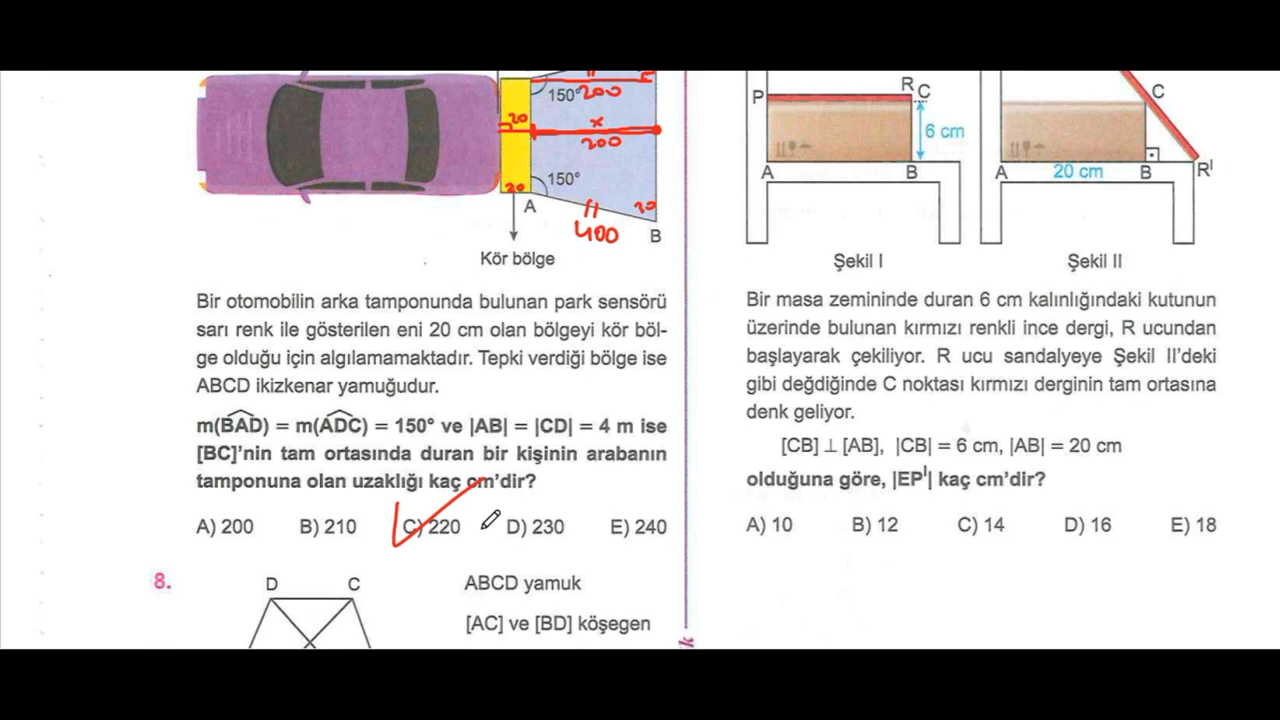 150°
200
20
x
200
150°
20
A
30
400
B
Kör bölge
Bir otomobilin arka tamponunda bulunan park sensörü
sarı renk ile gösterilen eni 20 cm olan bölgeyi kör böl-
ge olduğu için algılamamaktadır. Tepki verdiği bölge ise
ABCD ikizkenar yamuğudur.
m(BAD) = m(ADC) = 150° ve |AB| = |CD| = 4 m ise
[BC]'nin tam ortasında duran bir kişinin arabanın
tamponuna olan uzaklığı kaç cm'dir?
A) 200 B) 210 C) 220 D) 230 E) 240
8.
D C
ABCD yamuk
[AC] ve [BD] köşegen
P R C
6 cm
A B
Şekil I
C
A 20 cm B R'
Şekil II
Bir masa zemininde duran 6 cm kalınlığındaki kutunun
üzerinde bulunan kırmızı renkli ince dergi, R ucundan
başlayarak çekiliyor. R ucu sandalyeye Şekil II'deki
gibi değdiğinde C noktası kırmızı derginin tam ortasına
denk geliyor.
[CB] ⊥ [AB], |CB| = 6 cm, |AB| = 20 cm
olduğuna göre, |EP'| kaç cm'dir?
A) 10 B) 12 C) 14 D) 16 E) 18